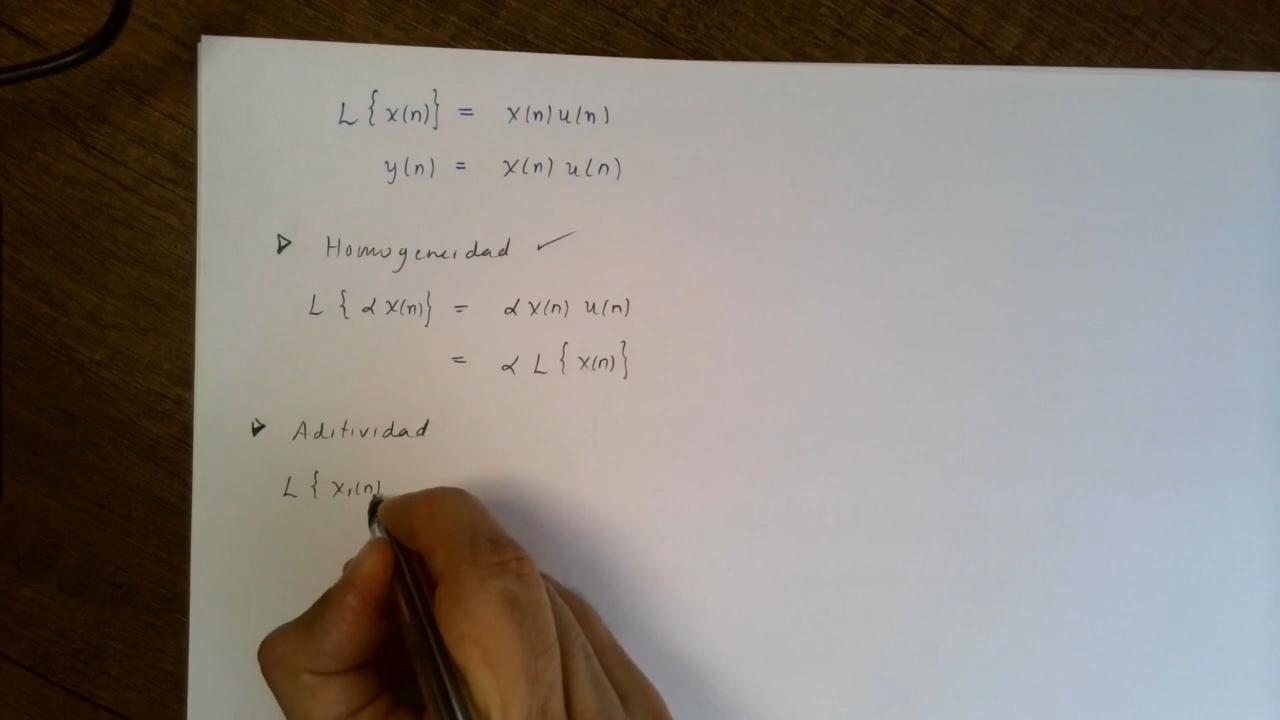 L { x(n) } = x(n) u(n)
y(n) = x(n) u(n)
Homogeneidad ✓
L { α x(n) } = α x(n) u(n)
= α L { x(n) }
Aditividad
L { x₁(n)